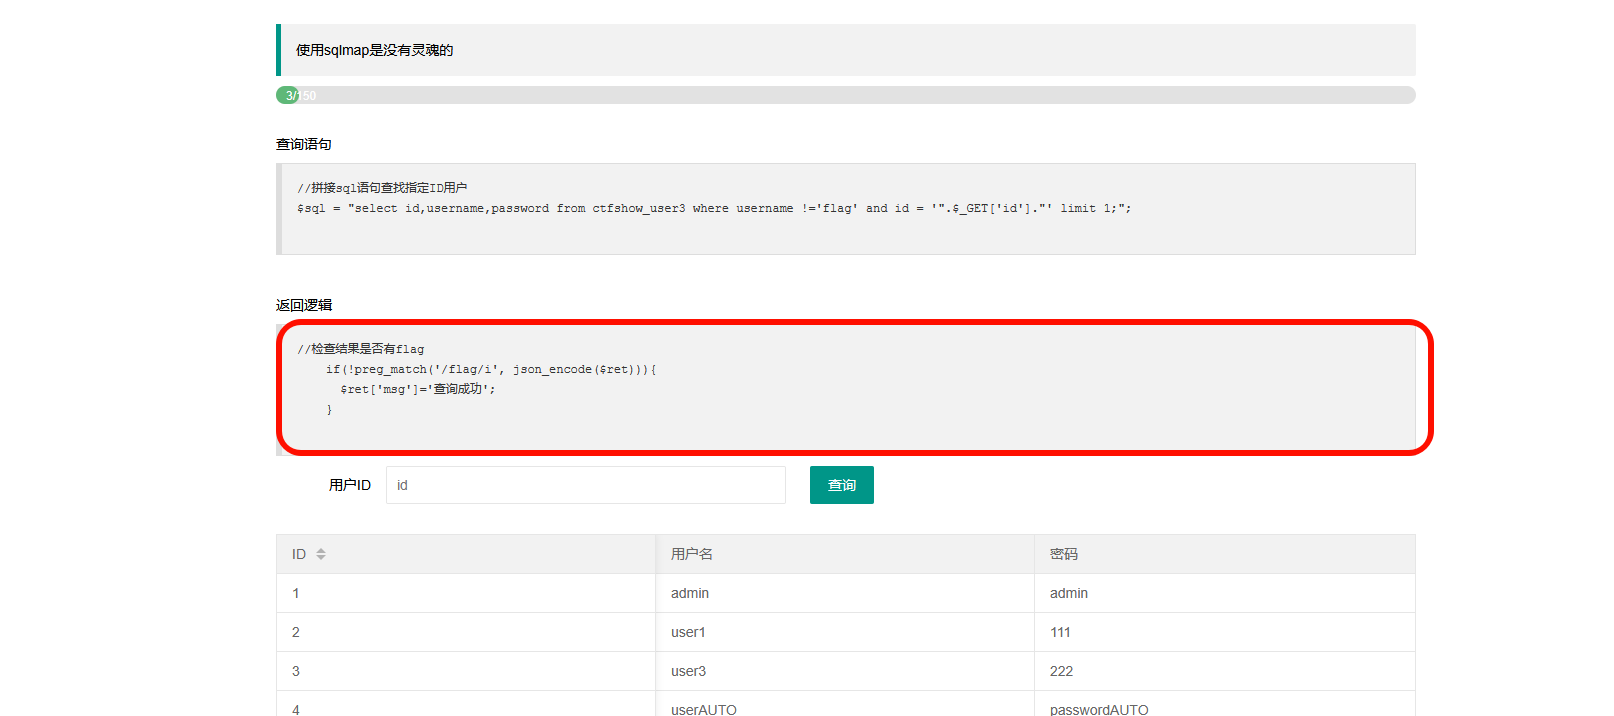 使用sqlmap是没有灵魂的
3/150
查询语句
//拼接sql语句查找指定ID用户
$sql = "select id,username,password from ctfshow_user3 where username !='flag' and id = '".$_GET['id']."' limit 1;";
返回逻辑
//检查结果是否有flag
if(!preg_match('/flag/i', json_encode($ret))){
$ret['msg']='查询成功';
}
用户ID id 查询
ID 用户名 密码
1 admin admin
2 user1 111
3 user3 222
4 userAUTO passwordAUTO